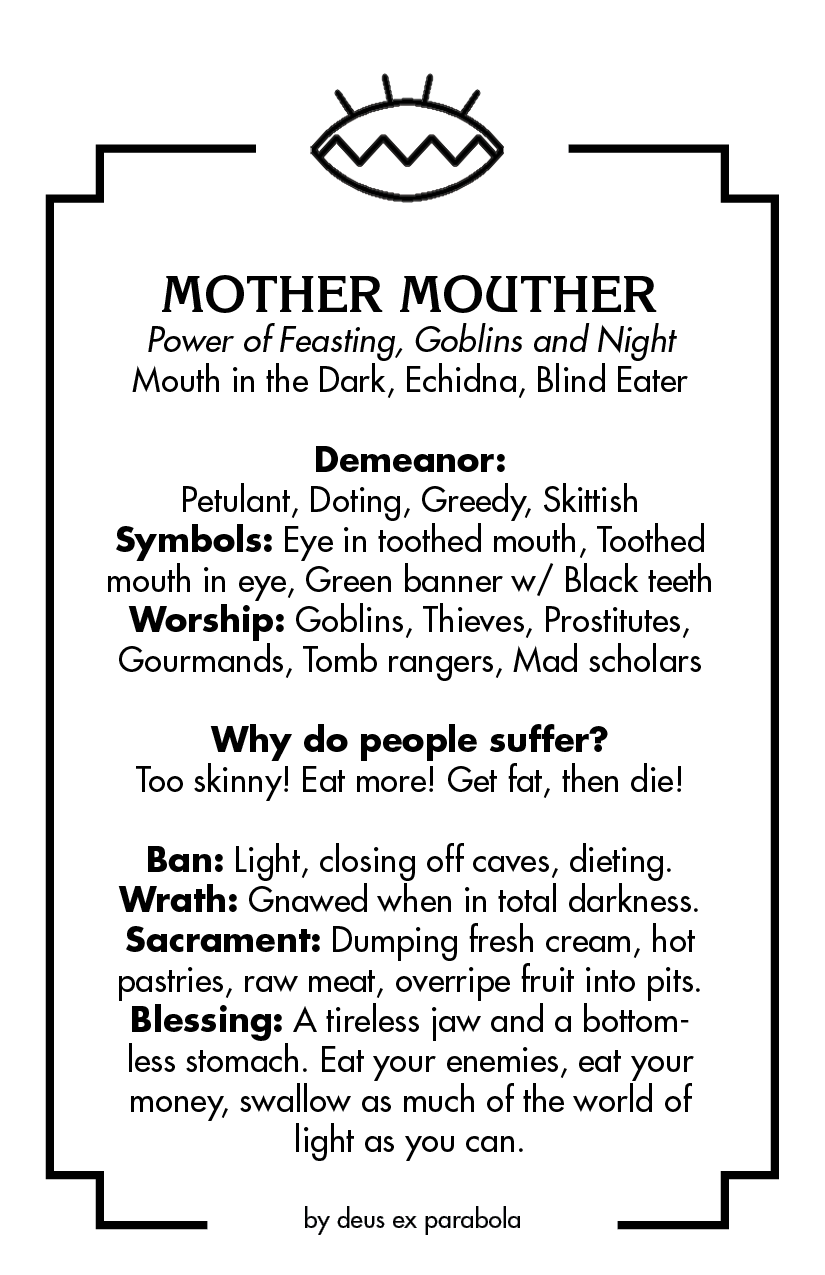 MOTHER MOUTHER
Power of Feasting, Goblins and Night
Mouth in the Dark, Echidna, Blind Eater
Demeanor:
Petulant, Doting, Greedy, Skittish
Symbols: Eye in toothed mouth, Toothed
mouth in eye, Green banner w/ Black teeth
Worship: Goblins, Thieves, Prostitutes,
Gourmands, Tomb rangers, Mad scholars
Why do people suffer?
Too skinny! Eat more! Get fat, then die!
Ban: Light, closing off caves, dieting.
Wrath: Gnawed when in total darkness.
Sacrament: Dumping fresh cream, hot
pastries, raw meat, overripe fruit into pits.
Blessing: A tireless jaw and a bottom-
less stomach. Eat your enemies, eat your
money, swallow as much of the world of
light as you can.
by deus ex parabola